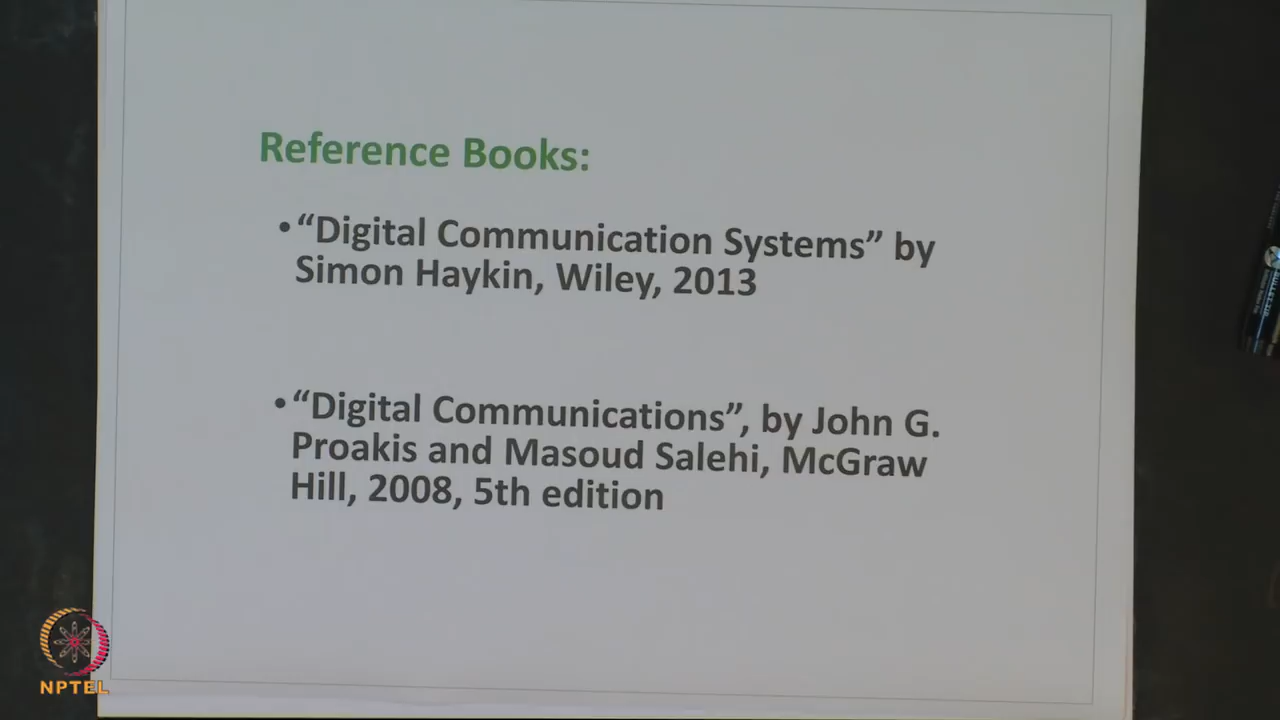 Reference Books:
•“Digital Communication Systems” by
Simon Haykin, Wiley, 2013
•“Digital Communications”, by John G.
Proakis and Masoud Salehi, McGraw
Hill, 2008, 5th edition
NPTEL